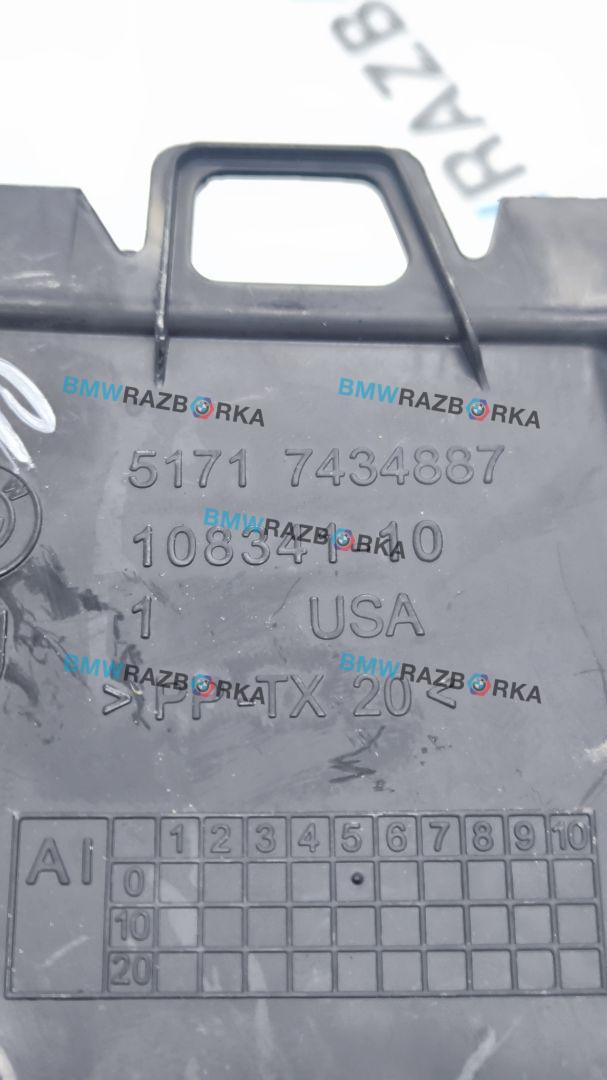 RAZB
BMWRAZBORKA
BMWRAZBORKA
5171 7434887
BMWRAZBORKA
108341.10
1 USA
BMWRAZBORKA
BMWRAZBORKA
>PP-TX 20<
AI 1 2 3 4 5 6 7 8 9 10
0
10
20